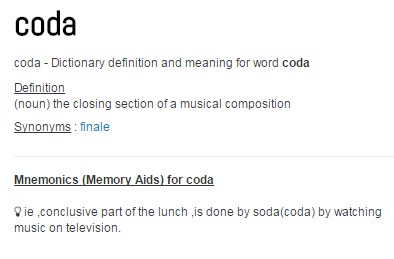 coda
coda - Dictionary definition and meaning for word coda
Definition
(noun) the closing section of a musical composition
Synonyms : finale
Mnemonics (Memory Aids) for coda
ie ,conclusive part of the lunch ,is done by soda(coda) by watching
music on television.